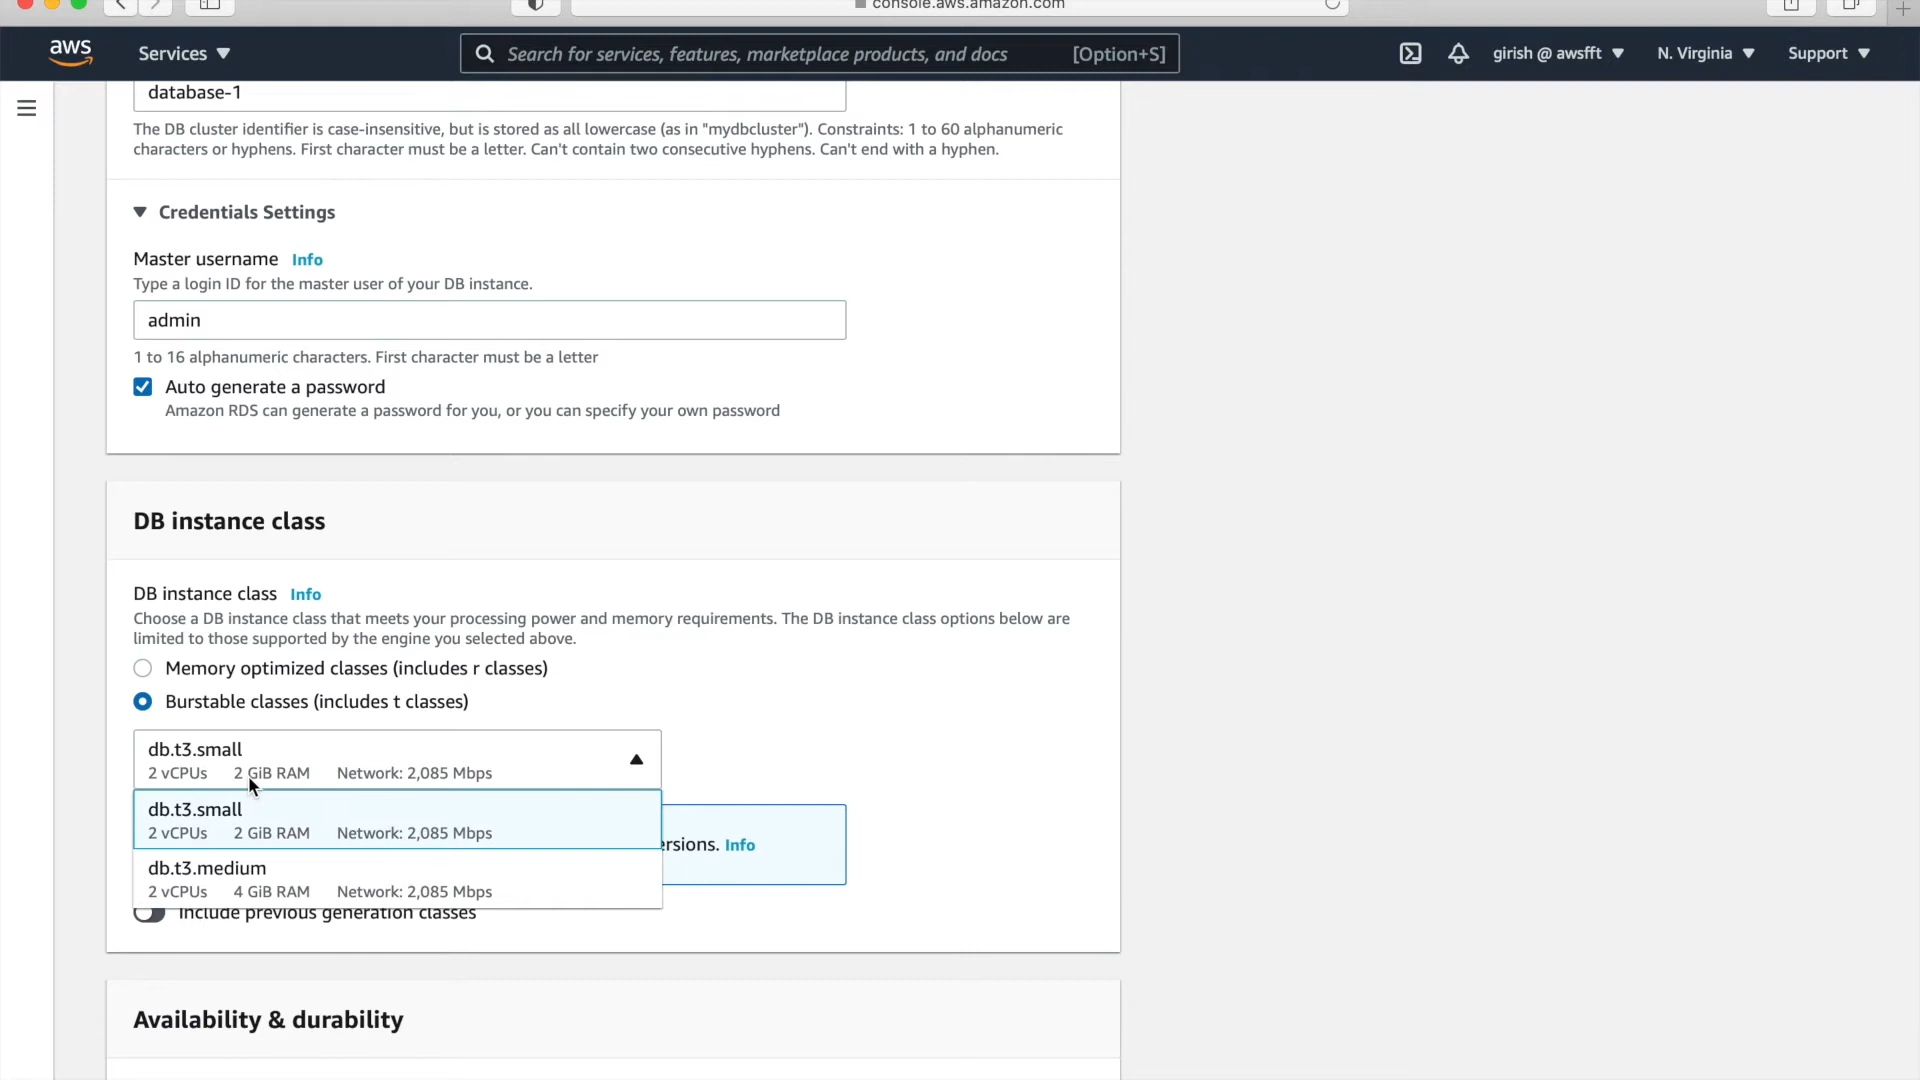 console.aws.amazon.com
aws
Services
Search for services, features, marketplace products, and docs
[Option+S]
girish @ awsfft
N. Virginia
Support
database-1
The DB cluster identifier is case-insensitive, but is stored as all lowercase (as in "mydbcluster"). Constraints: 1 to 60 alphanumeric
characters or hyphens. First character must be a letter. Can't contain two consecutive hyphens. Can't end with a hyphen.
Credentials Settings
Master username Info
Type a login ID for the master user of your DB instance.
admin
1 to 16 alphanumeric characters. First character must be a letter
Auto generate a password
Amazon RDS can generate a password for you, or you can specify your own password
DB instance class
DB instance class Info
Choose a DB instance class that meets your processing power and memory requirements. The DB instance class options below are
limited to those supported by the engine you selected above.
Memory optimized classes (includes r classes)
Burstable classes (includes t classes)
db.t3.small
2 vCPUs 2 GiB RAM Network: 2,085 Mbps
db.t3.small
2 vCPUs 2 GiB RAM Network: 2,085 Mbps
ersions. Info
db.t3.medium
2 vCPUs 4 GiB RAM Network: 2,085 Mbps
Include previous generation classes
Availability & durability